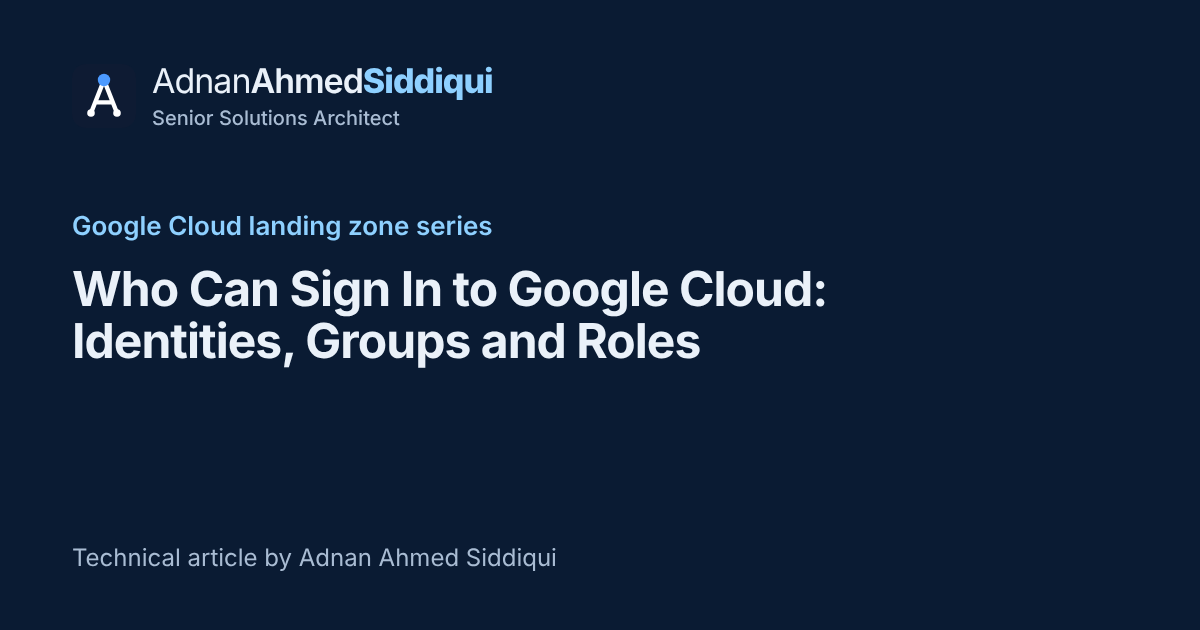 AdnanAhmedSiddiqui
Senior Solutions Architect
Google Cloud landing zone series
Who Can Sign In to Google Cloud:
Identities, Groups and Roles
Technical article by Adnan Ahmed Siddiqui